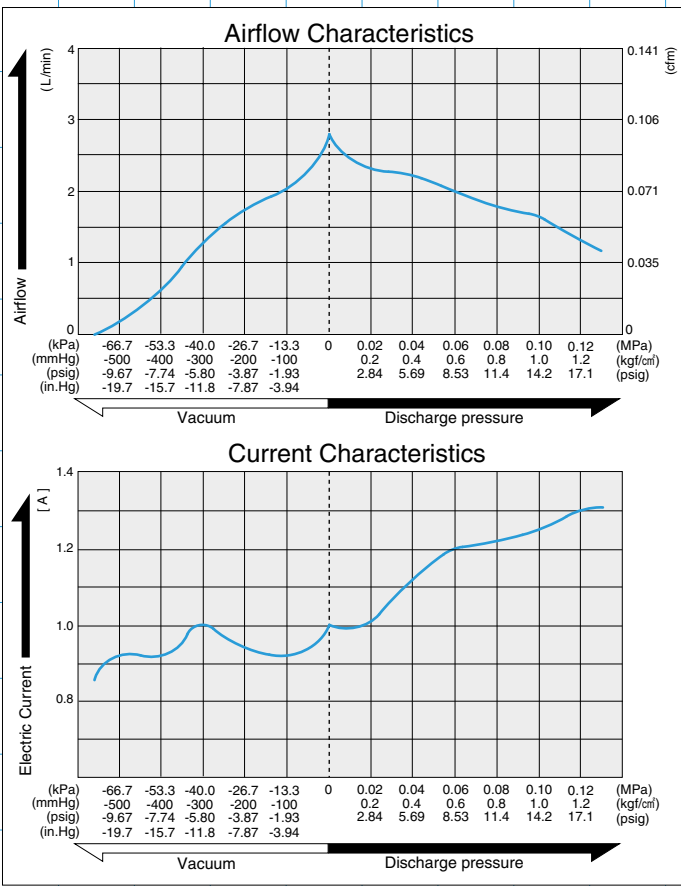 Airflow Characteristics
(L/min)
4
3
2
1
0
Airflow
0.141
0.106
0.071
0.035
0
(cfm)
(kPa) -66.7 -53.3 -40.0 -26.7 -13.3 0 0.02 0.04 0.06 0.08 0.10 0.12 (MPa)
(mmHg) -500 -400 -300 -200 -100 0.2 0.4 0.6 0.8 1.0 1.2 (kgf/c㎡)
(psig) -9.67 -7.74 -5.80 -3.87 -1.93 2.84 5.69 8.53 11.4 14.2 17.1 (psig)
(in.Hg) -19.7 -15.7 -11.8 -7.87 -3.94
Vacuum Discharge pressure
Current Characteristics
[ A ]
1.4
1.2
1.0
0.8
Electric Current
(kPa) -66.7 -53.3 -40.0 -26.7 -13.3 0 0.02 0.04 0.06 0.08 0.10 0.12 (MPa)
(mmHg) -500 -400 -300 -200 -100 0.2 0.4 0.6 0.8 1.0 1.2 (kgf/c㎡)
(psig) -9.67 -7.74 -5.80 -3.87 -1.93 2.84 5.69 8.53 11.4 14.2 17.1 (psig)
(in.Hg) -19.7 -15.7 -11.8 -7.87 -3.94
Vacuum Discharge pressure